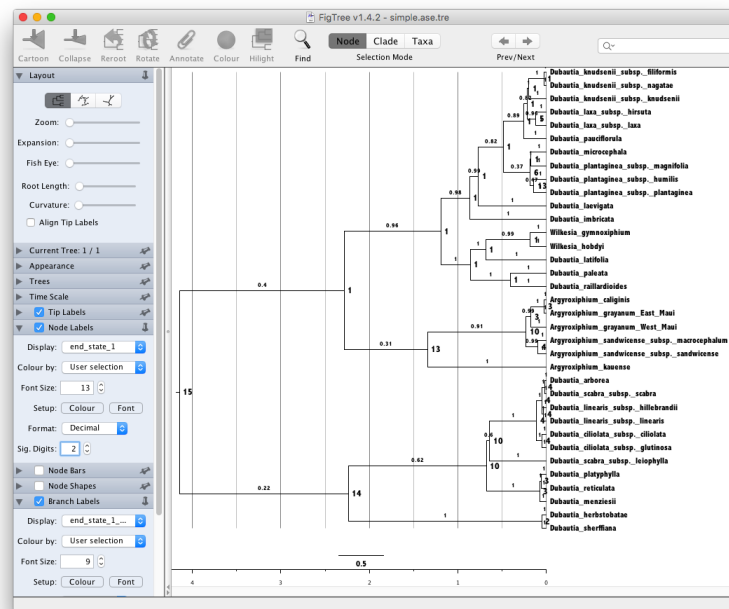 FigTree v1.4.2 - simple.ase.tre
Cartoon Collapse Reroot Rotate Annotate Colour Hilight Find
Node Clade Taxa
Selection Mode
Prev/Next
Layout
Zoom:
Expansion:
Fish Eye:
Root Length:
Curvature:
Align Tip Labels
Current Tree: 1 / 1
Appearance
Trees
Time Scale
Tip Labels
Node Labels
Display: end_state_1
Colour by: User selection
Font Size: 13
Setup: Colour Font
Format: Decimal
Sig. Digits: 2
Node Bars
Node Shapes
Branch Labels
Display: end_state_1_...
Colour by: User selection
Font Size: 9
Setup: Colour Font
Dubautia_knudsenii_subsp._filiformis
Dubautia_knudsenii_subsp._nagatae
Dubautia_knudsenii_subsp._knudsenii
Dubautia_laxa_subsp._hirsuta
Dubautia_laxa_subsp._laxa
Dubautia_pauciflorula
Dubautia_microcephala
Dubautia_plantaginea_subsp._magnifolia
Dubautia_plantaginea_subsp._humilis
Dubautia_plantaginea_subsp._plantaginea
Dubautia_laevigata
Dubautia_imbricata
Wilkesia_gymnoxiphium
Wilkesia_hobdyi
Dubautia_latifolia
Dubautia_paleata
Dubautia_raillardioides
Argyroxiphium_caliginis
Argyroxiphium_grayanum_East_Maui
Argyroxiphium_grayanum_West_Maui
Argyroxiphium_sandwicense_subsp._macrocephalum
Argyroxiphium_sandwicense_subsp._sandwicense
Argyroxiphium_kauense
Dubautia_arborea
Dubautia_scabra_subsp._scabra
Dubautia_linearis_subsp._hillebrandii
Dubautia_linearis_subsp._linearis
Dubautia_ciliolata_subsp._ciliolata
Dubautia_ciliolata_subsp._glutinosa
Dubautia_scabra_subsp._leiophylla
Dubautia_platyphylla
Dubautia_reticulata
Dubautia_menziesii
Dubautia_herbstobatae
Dubautia_sherffiana
0.89
0.82
0.37
0.99
0.98
0.96
0.99
0.4
0.91
0.31
13
15
10
0.62
10
0.22
14
0.5
4 3 2 1 0